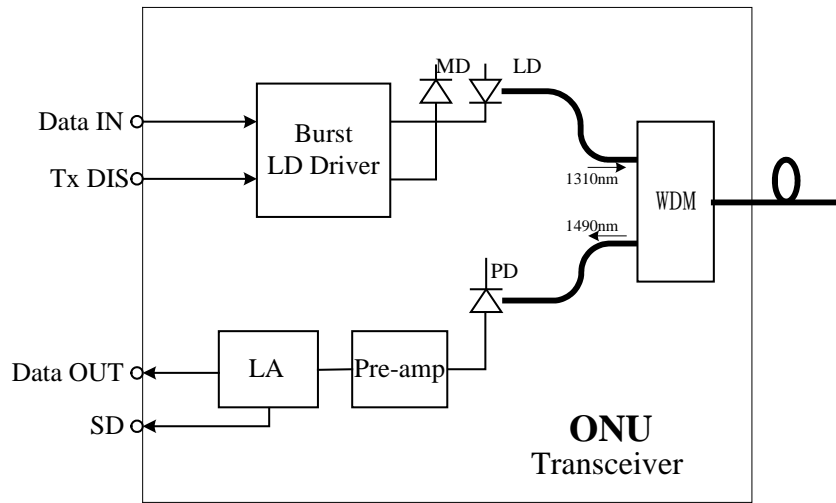 MD
LD
Data IN
Burst
LD Driver
Tx DIS
1310nm
WDM
1490nm
PD
Data OUT
LA
Pre-amp
SD
ONU
Transceiver